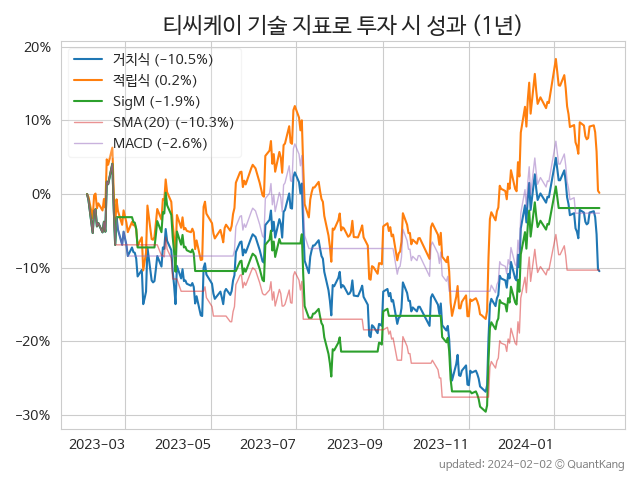 티씨케이 기술 지표로 투자 시 성과 (1년)
20%
10%
0%
−10%
−20%
−30%
거치식 (−10.5%)
적립식 (0.2%)
SigM (−1.9%)
SMA(20) (−10.3%)
MACD (−2.6%)
2023-03
2023-05
2023-07
2023-09
2023-11
2024-01
updated: 2024-02-02 © QuantKang